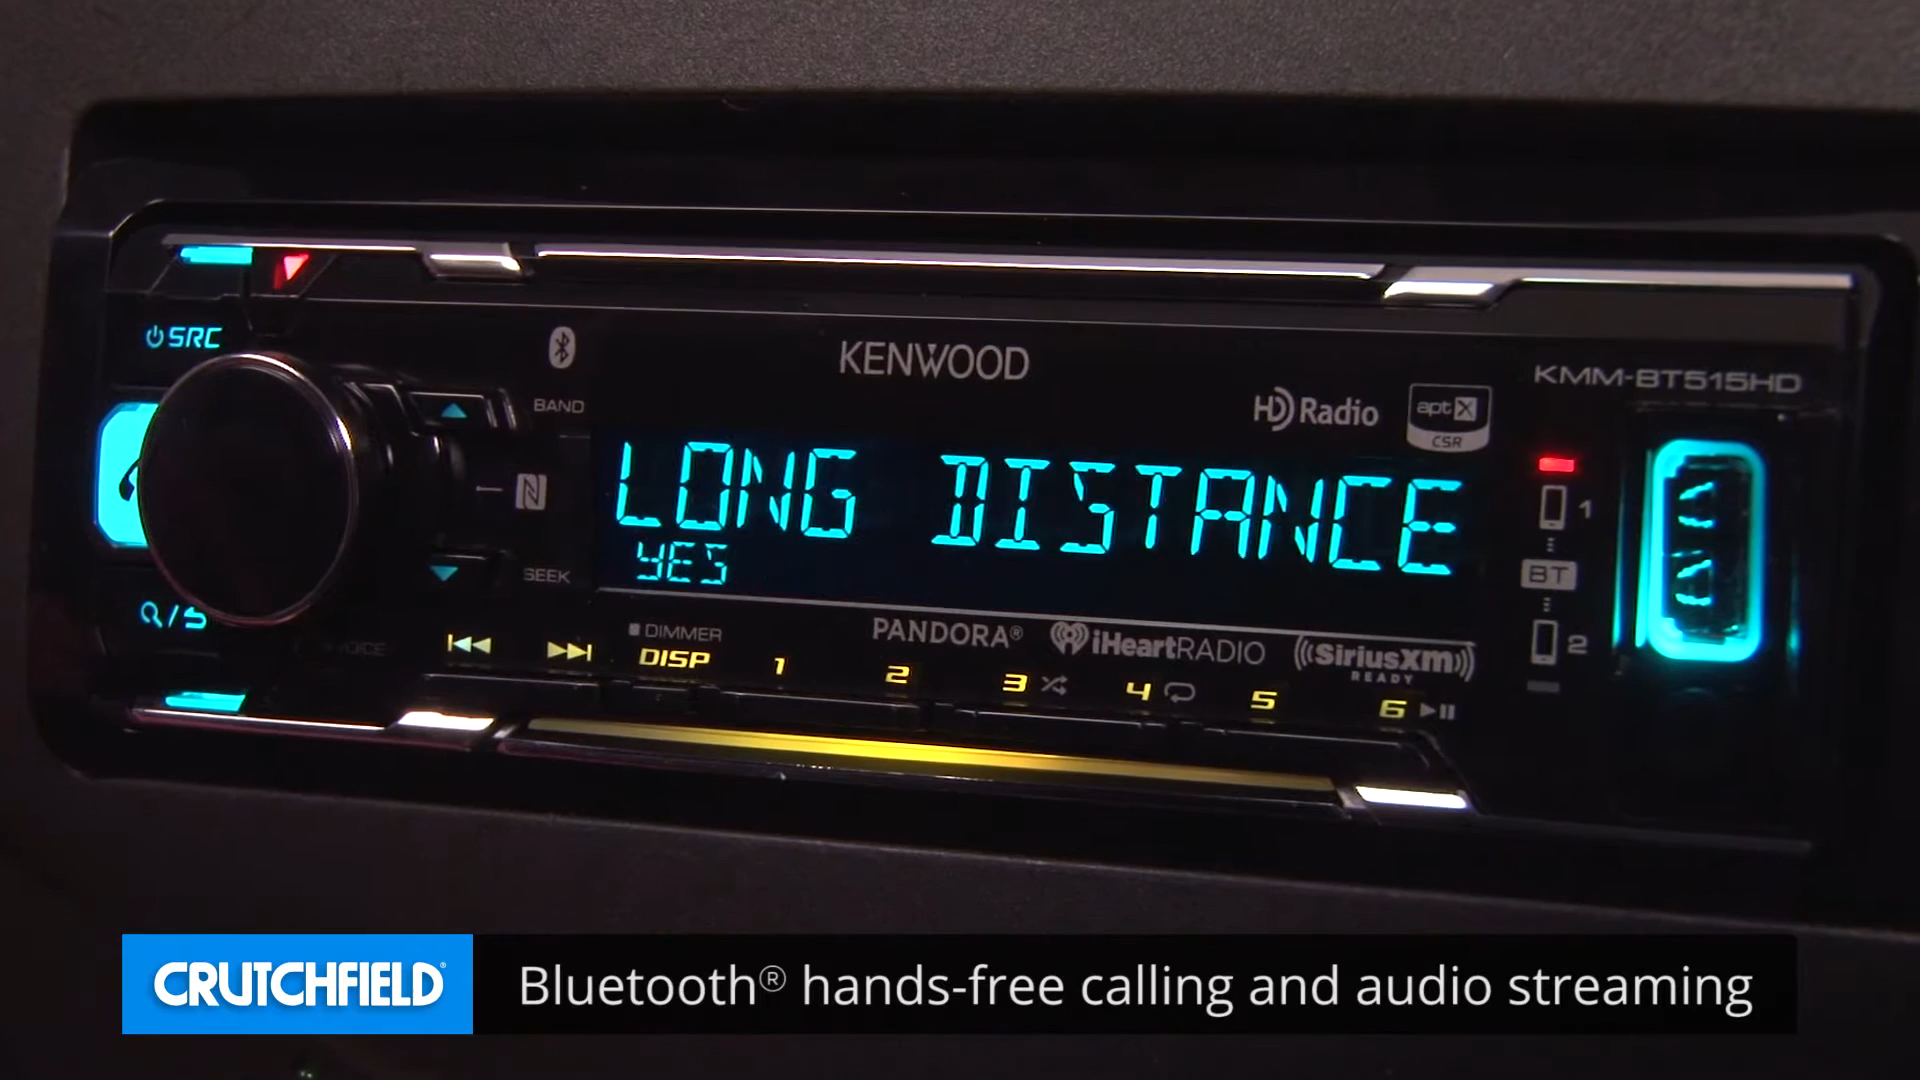 SRC
KENWOOD
KMM-BT515HD
BAND
HD Radio
aptX
CSR
LONG DISTANCE
YES
1
BT
2
SEEK
DIMMER
DISP
PANDORA®
iHeartRADIO
SiriusXm
READY
1 2 3 4 5 6
CRUTCHFIELD®
Bluetooth® hands-free calling and audio streaming